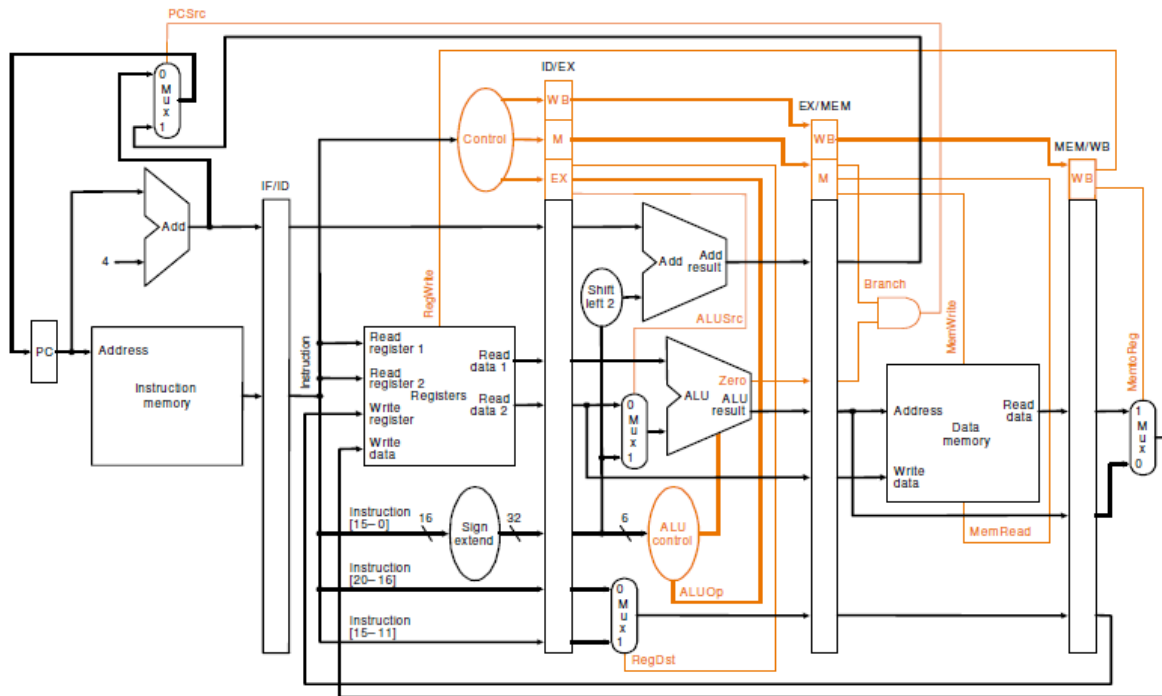 PCSrc
ID/EX
0
M
u
x
1
WB
EX/MEM
Control
M
WB
MEM/WB
IF/ID
EX
M
WB
Add
4
Add
Add
result
Shift
left 2
Branch
RegWrite
ALUSrc
MemWrite
MemtoReg
PC
Address
Instruction
memory
Instruction
Read
register 1
Read
register 2
Registers
Write
register
Write
data
Read
data 1
Read
data 2
0
M
u
x
1
Zero
ALU
ALU
result
Address
Read
data
Data
memory
Write
data
1
M
u
x
0
Instruction
[15–0]
16
Sign
extend
32
6
ALU
control
MemRead
Instruction
[20–16]
ALUOp
0
M
u
x
1
Instruction
[15–11]
RegDst